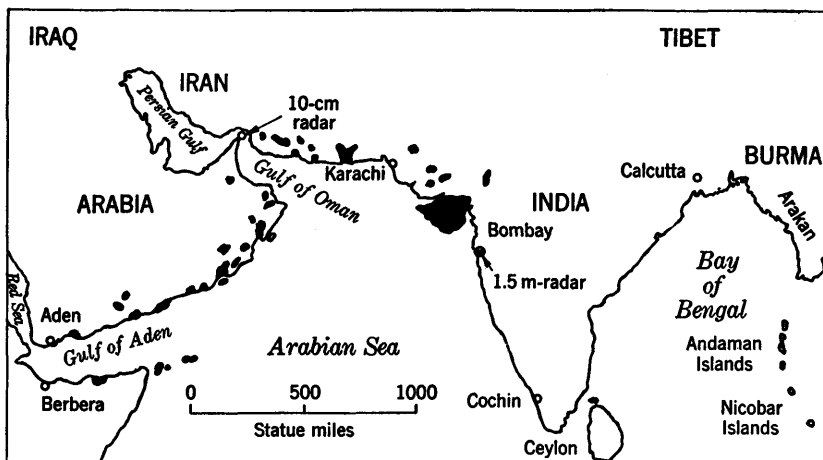 IRAQ
TIBET
IRAN
Persian Gulf
10-cm
radar
BURMA
Karachi
Calcutta
Gulf of Oman
ARABIA
INDIA
Arakan
Bombay
Red Sea
1.5 m-radar
Bay
of
Bengal
Aden
Gulf of Aden
Arabian Sea
Andaman
Islands
Berbera
0 500 1000
Statue miles
Cochin
Nicobar
Islands
Ceylon